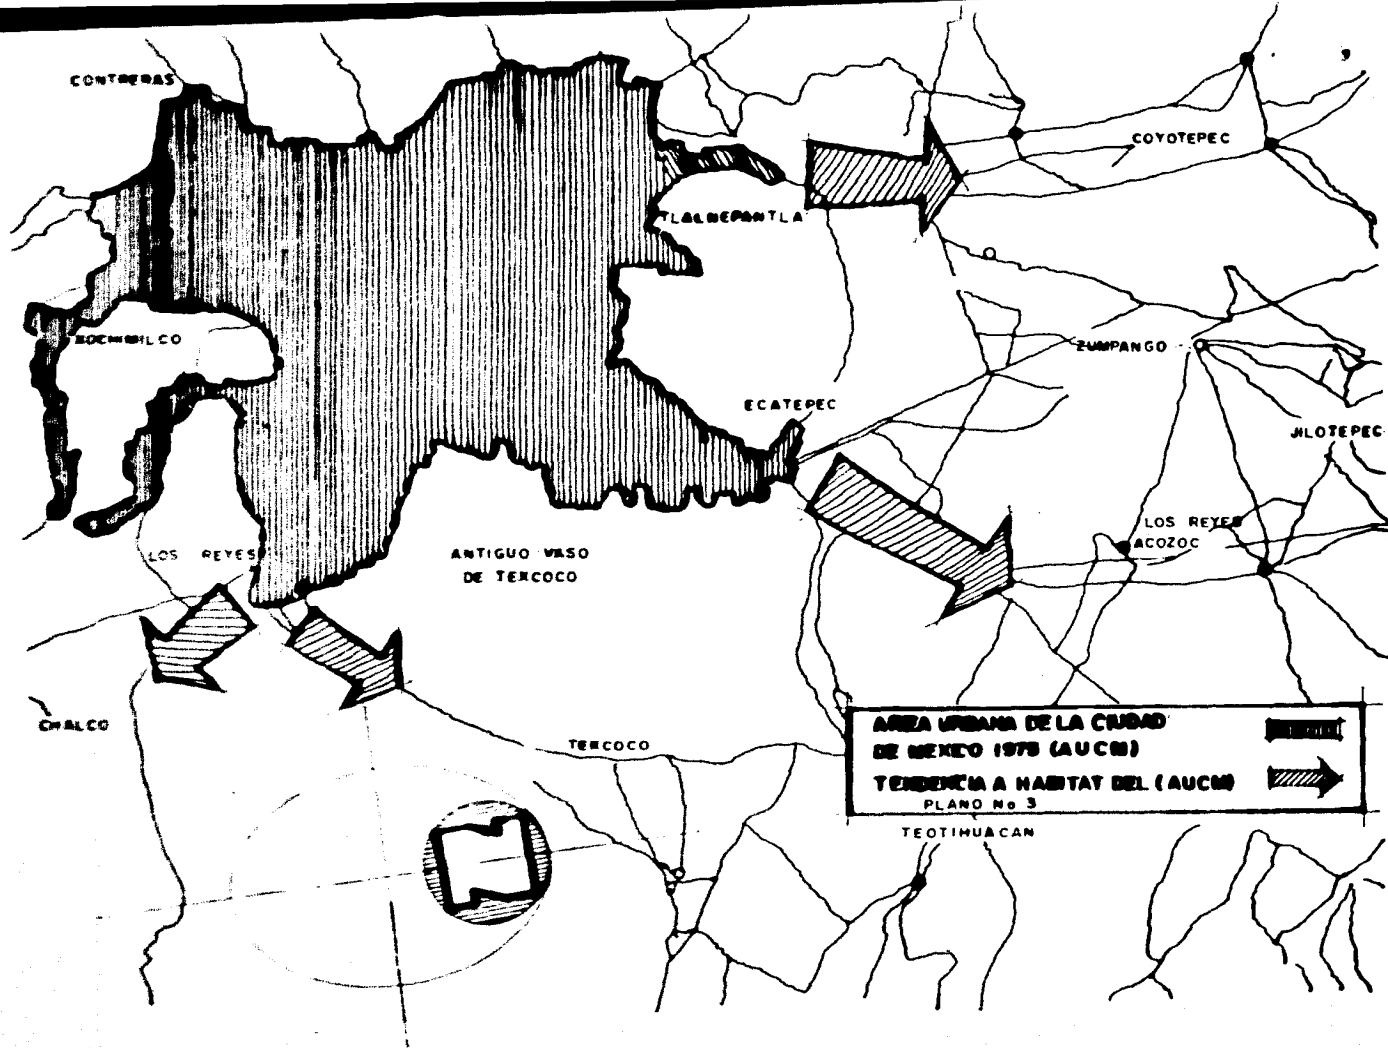 CONTRERAS
COYOTEPEC
TLALNEPANTLA
XOCHIMILCO
ZUMPANGO
ECATEPEC
JILOTEPEC
LOS REYES
ACOZOC
LOS REYES
ANTIGUO VASO
DE TEXCOCO
CHALCO
TEXCOCO
AREA URBANA DE LA CIUDAD
DE MEXICO 1975 (AUCM)
TENDENCIA A HABITAT DEL (AUCM)
PLANO No 3
TEOTIHUACAN
N